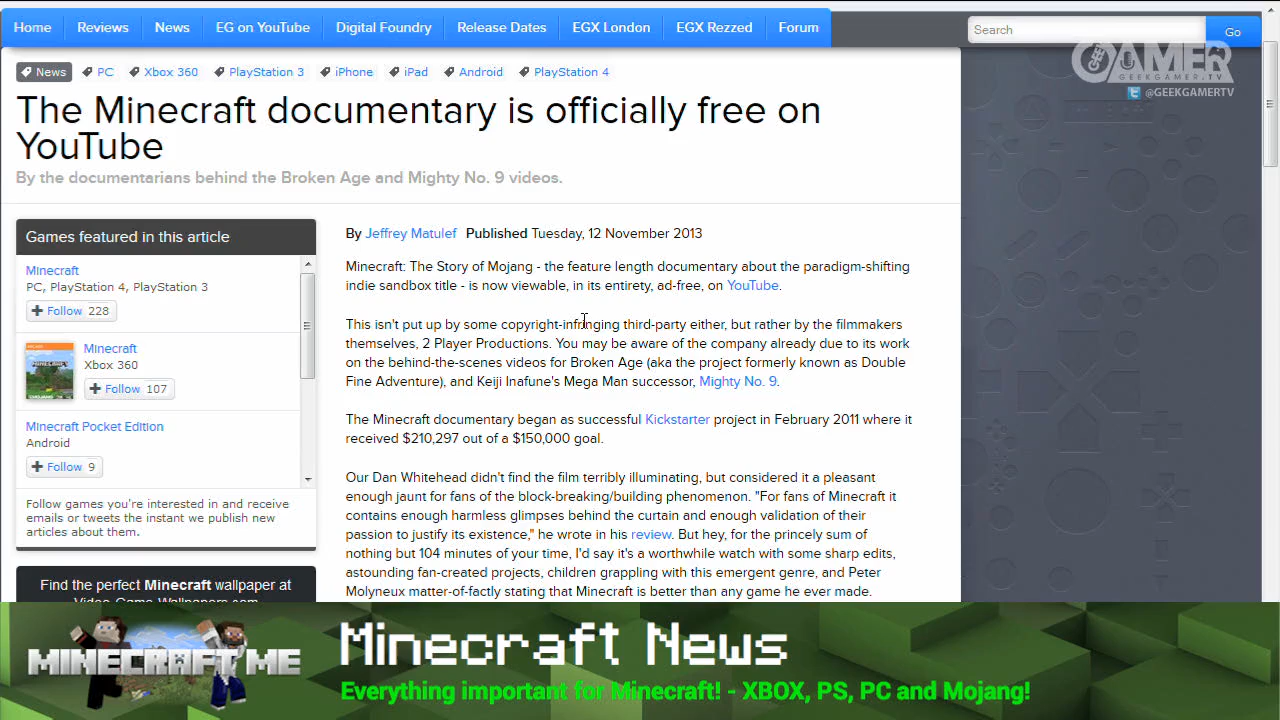 Home Reviews News EG on YouTube Digital Foundry Release Dates EGX London EGX Rezzed Forum
Search Go
GEEK GAMER
GEEKGAMER.TV
@GEEKGAMERTV
News PC Xbox 360 PlayStation 3 iPhone iPad Android PlayStation 4
The Minecraft documentary is officially free on
YouTube
By the documentarians behind the Broken Age and Mighty No. 9 videos.
Games featured in this article
Minecraft
PC, PlayStation 4, PlayStation 3
Follow 228
Minecraft
Xbox 360
Follow 107
Minecraft Pocket Edition
Android
Follow 9
Follow games you're interested in and receive
emails or tweets the instant we publish new
articles about them.
Find the perfect Minecraft wallpaper at
Video-Game-Wallpapers.com
By Jeffrey Matulef Published Tuesday, 12 November 2013
Minecraft: The Story of Mojang - the feature length documentary about the paradigm-shifting
indie sandbox title - is now viewable, in its entirety, ad-free, on YouTube.
This isn't put up by some copyright-infringing third-party either, but rather by the filmmakers
themselves, 2 Player Productions. You may be aware of the company already due to its work
on the behind-the-scenes videos for Broken Age (aka the project formerly known as Double
Fine Adventure), and Keiji Inafune's Mega Man successor, Mighty No. 9.
The Minecraft documentary began as successful Kickstarter project in February 2011 where it
received $210,297 out of a $150,000 goal.
Our Dan Whitehead didn't find the film terribly illuminating, but considered it a pleasant
enough jaunt for fans of the block-breaking/building phenomenon. "For fans of Minecraft it
contains enough harmless glimpses behind the curtain and enough validation of their
passion to justify its existence," he wrote in his review. But hey, for the princely sum of
nothing but 104 minutes of your time, I'd say it's a worthwhile watch with some sharp edits,
astounding fan-created projects, children grappling with this emergent genre, and Peter
Molyneux matter-of-factly stating that Minecraft is better than any game he ever made.
MINECRAFT ME
Minecraft News
Everything important for Minecraft! - XBOX, PS, PC and Mojang!